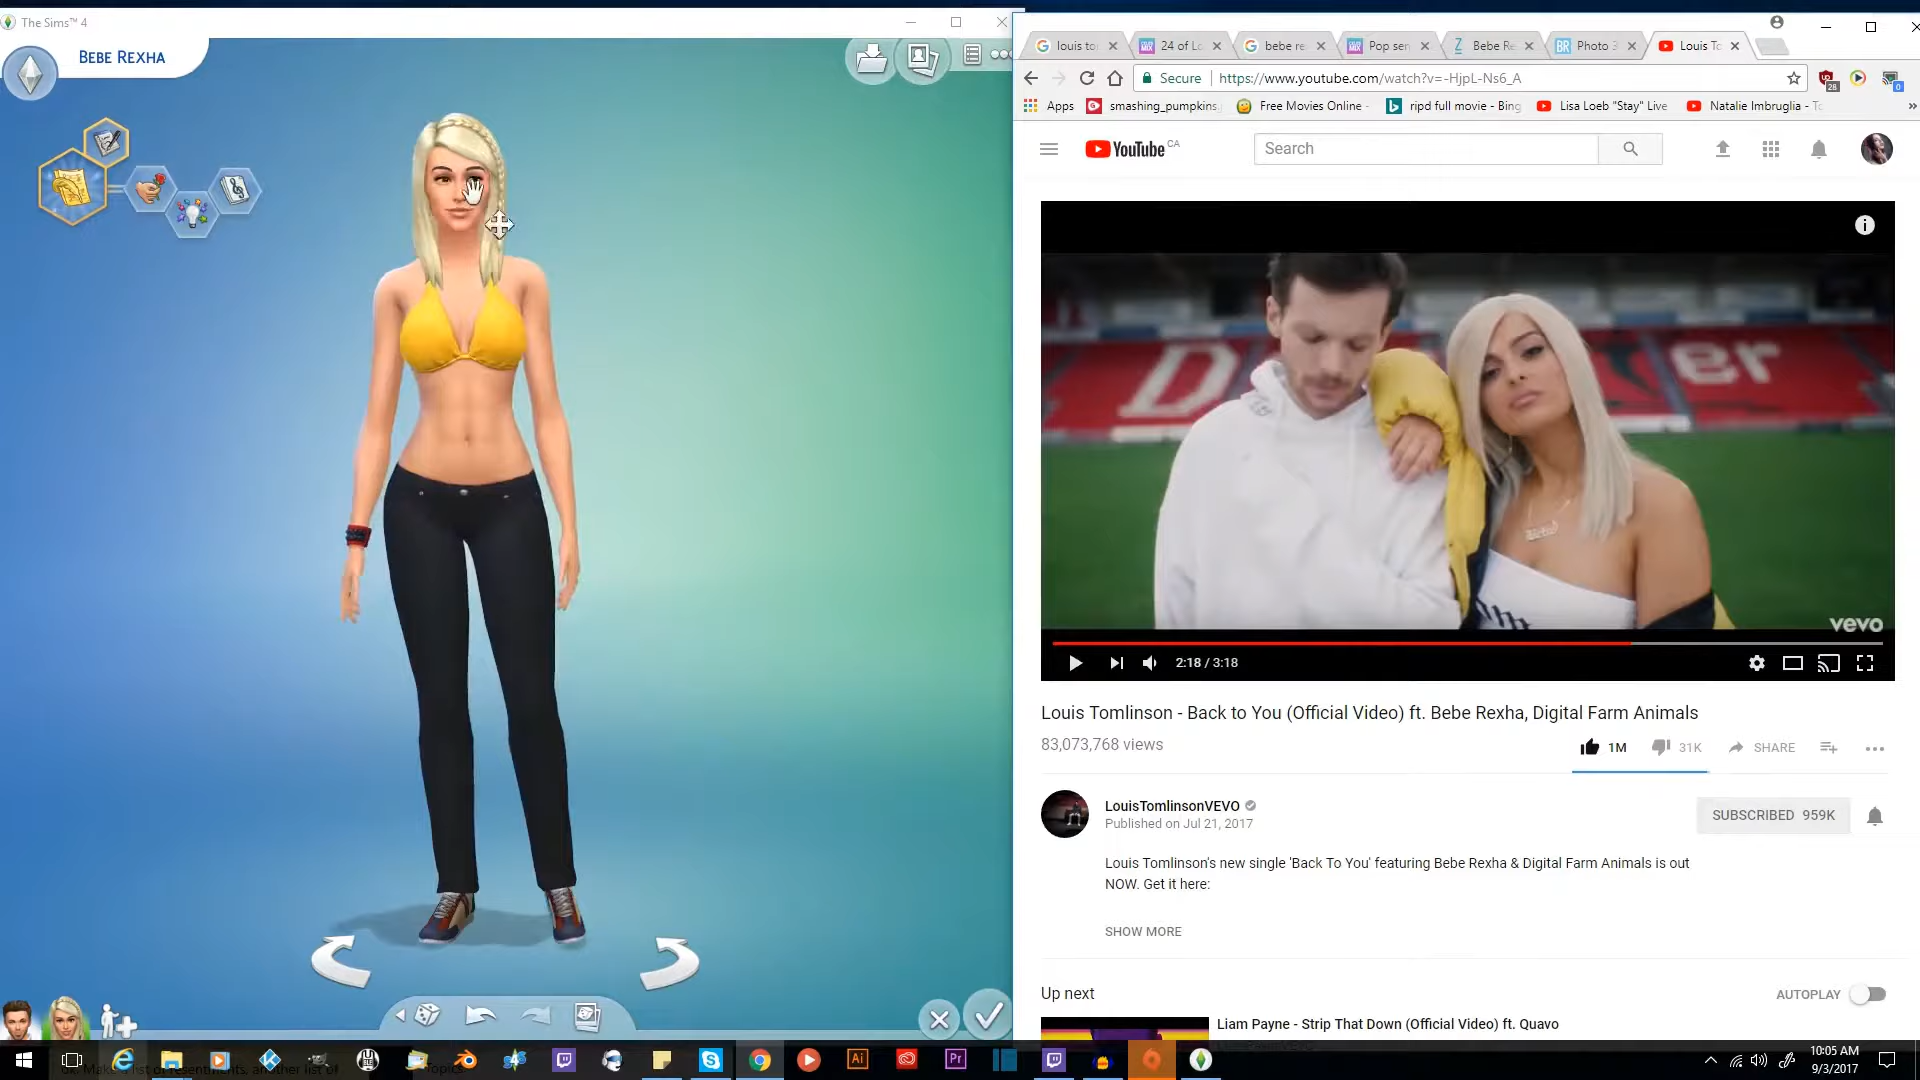 The Sims™ 4
BEBE REXHA
louis to
24 of Lo
bebe re
Pop sen
Bebe Re
Photo 3
Louis To
Secure
https://www.youtube.com/watch?v=-HjpL-Ns6_A
28
0
Apps
smashing_pumpkins
Free Movies Online -
ripd full movie - Bing
Lisa Loeb "Stay" Live
Natalie Imbruglia - To
»
YouTube CA
Search
D
er
vevo
2:18 / 3:18
Louis Tomlinson - Back to You (Official Video) ft. Bebe Rexha, Digital Farm Animals
83,073,768 views
1M
31K
SHARE
LouisTomlinsonVEVO
Published on Jul 21, 2017
SUBSCRIBED 959K
Louis Tomlinson's new single 'Back To You' featuring Bebe Rexha & Digital Farm Animals is out
NOW. Get it here:
SHOW MORE
Up next
AUTOPLAY
Liam Payne - Strip That Down (Official Video) ft. Quavo
Ai
Pr
10:05 AM
9/3/2017